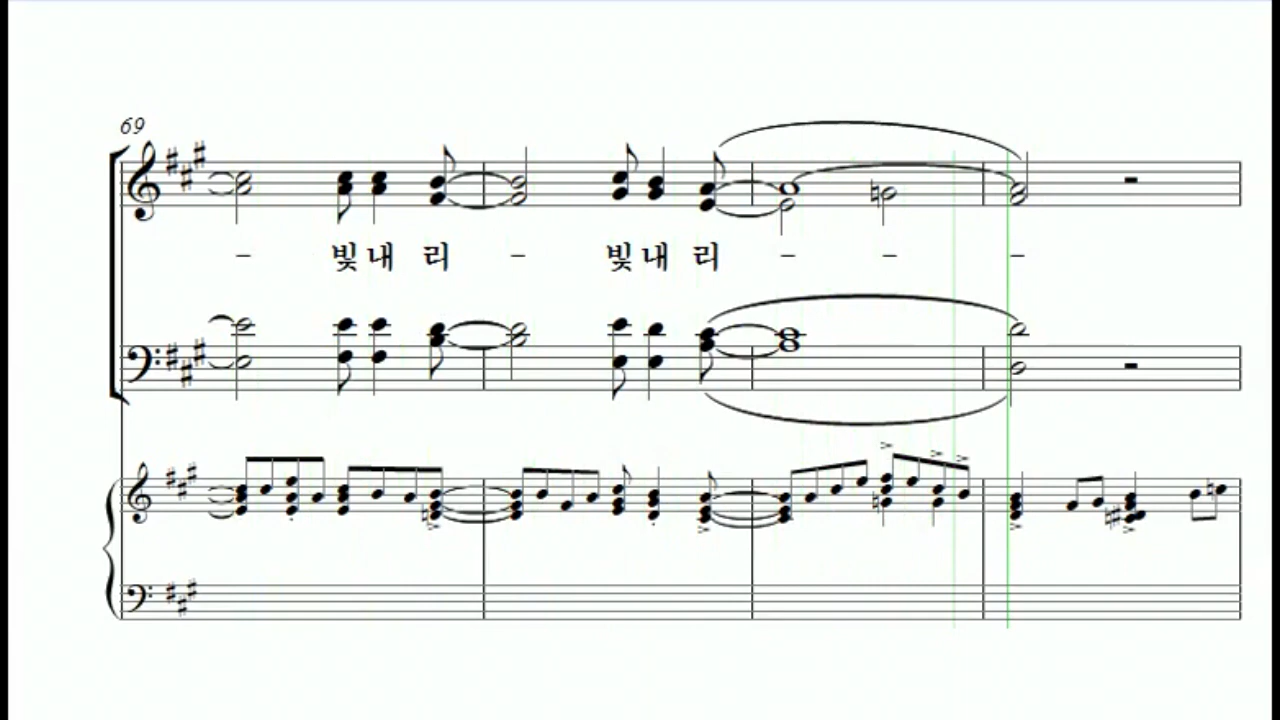 69
- 빛 내 리 - 빛 내 리 - - -